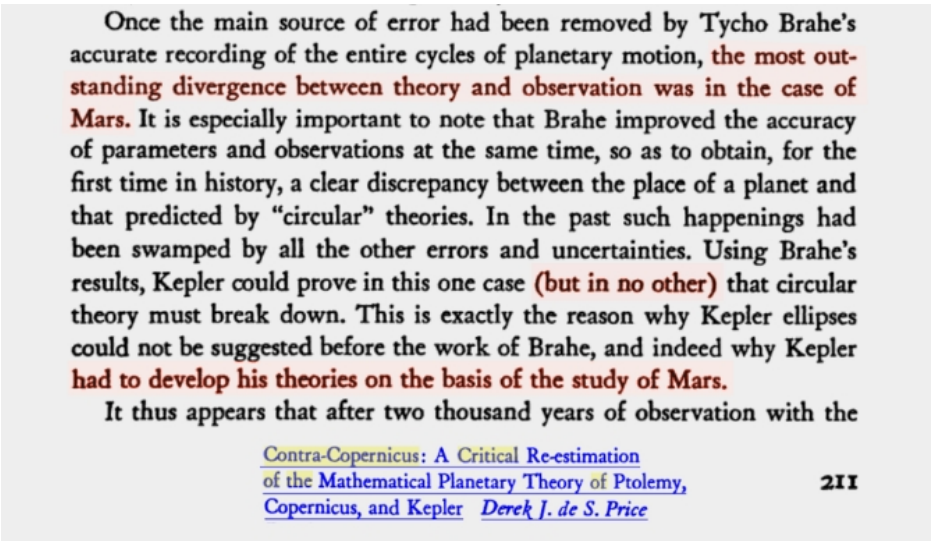 Once the main source of error had been removed by Tycho Brahe's
accurate recording of the entire cycles of planetary motion, the most out-
standing divergence between theory and observation was in the case of
Mars. It is especially important to note that Brahe improved the accuracy
of parameters and observations at the same time, so as to obtain, for the
first time in history, a clear discrepancy between the place of a planet and
that predicted by “circular” theories. In the past such happenings had
been swamped by all the other errors and uncertainties. Using Brahe's
results, Kepler could prove in this one case (but in no other) that circular
theory must break down. This is exactly the reason why Kepler ellipses
could not be suggested before the work of Brahe, and indeed why Kepler
had to develop his theories on the basis of the study of Mars.
It thus appears that after two thousand years of observation with the
Contra-Copernicus: A Critical Re-estimation
of the Mathematical Planetary Theory of Ptolemy,
Copernicus, and Kepler Derek J. de S. Price
211